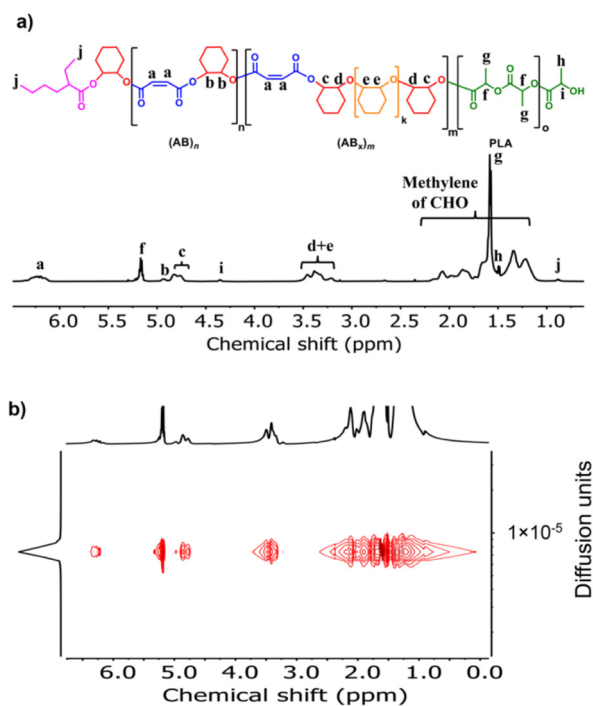 a)
j
j
O
O
O
a a
O
O
O
O
b b
n
O
O
a a
O
O
c d
O
e e
O
k
d c
O
m
O
g
f
O
O
f
O
g
O
h
i
OH
o
(AB)n
(ABx)m
PLA
g
Methylene
of CHO
a
f
b
c
i
d+e
h
j
6.0 5.5 5.0 4.5 4.0 3.5 3.0 2.5 2.0 1.5 1.0
Chemical shift (ppm)
b)
1×10-5
Diffusion units
6.0 5.0 4.0 3.0 2.0 1.0 0.0
Chemical shift (ppm)